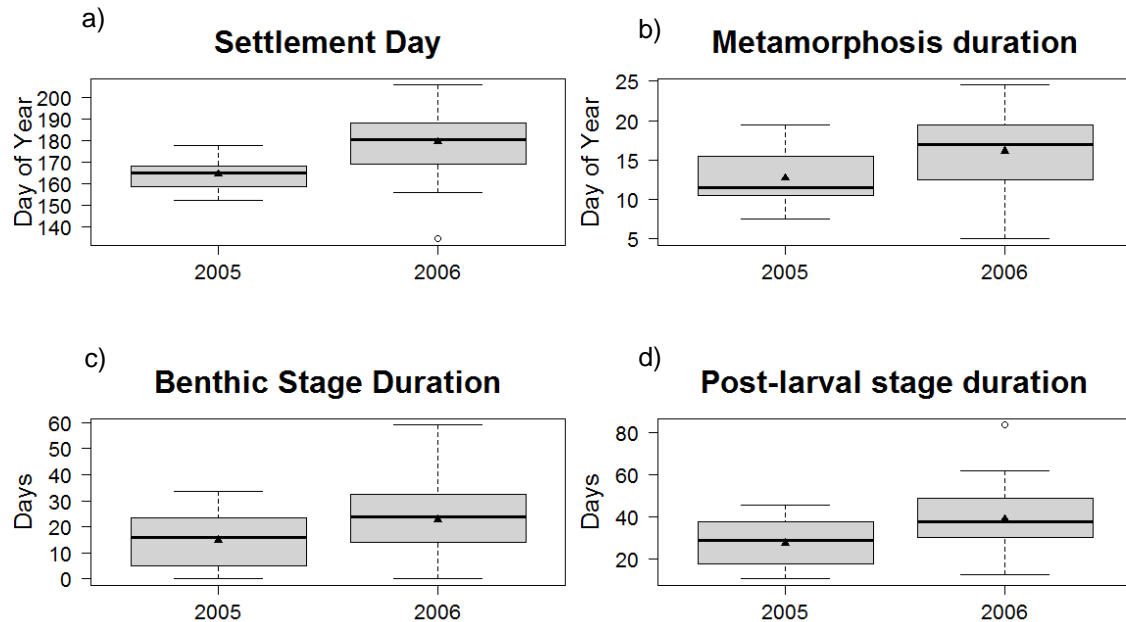 a)
Settlement Day
Day of Year
200
190
180
170
160
150
140
2005 2006
b)
Metamorphosis duration
Day of Year
25
20
15
10
5
2005 2006
c)
Benthic Stage Duration
Days
60
50
40
30
20
10
0
2005 2006
d)
Post-larval stage duration
Days
80
60
40
20
2005 2006